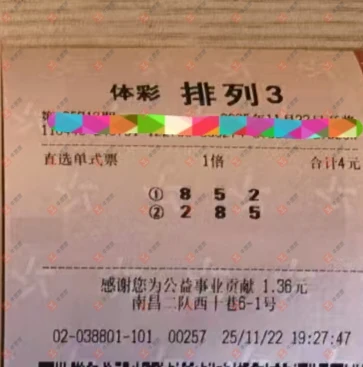 体彩 排列3
直选单式票 1倍 合计4元
① 8 5 2
② 2 8 5
感谢您为公益事业贡献 1.36元
南昌二队西十巷6-1号
02-038801-101 00257 25/11/22 19:27:47